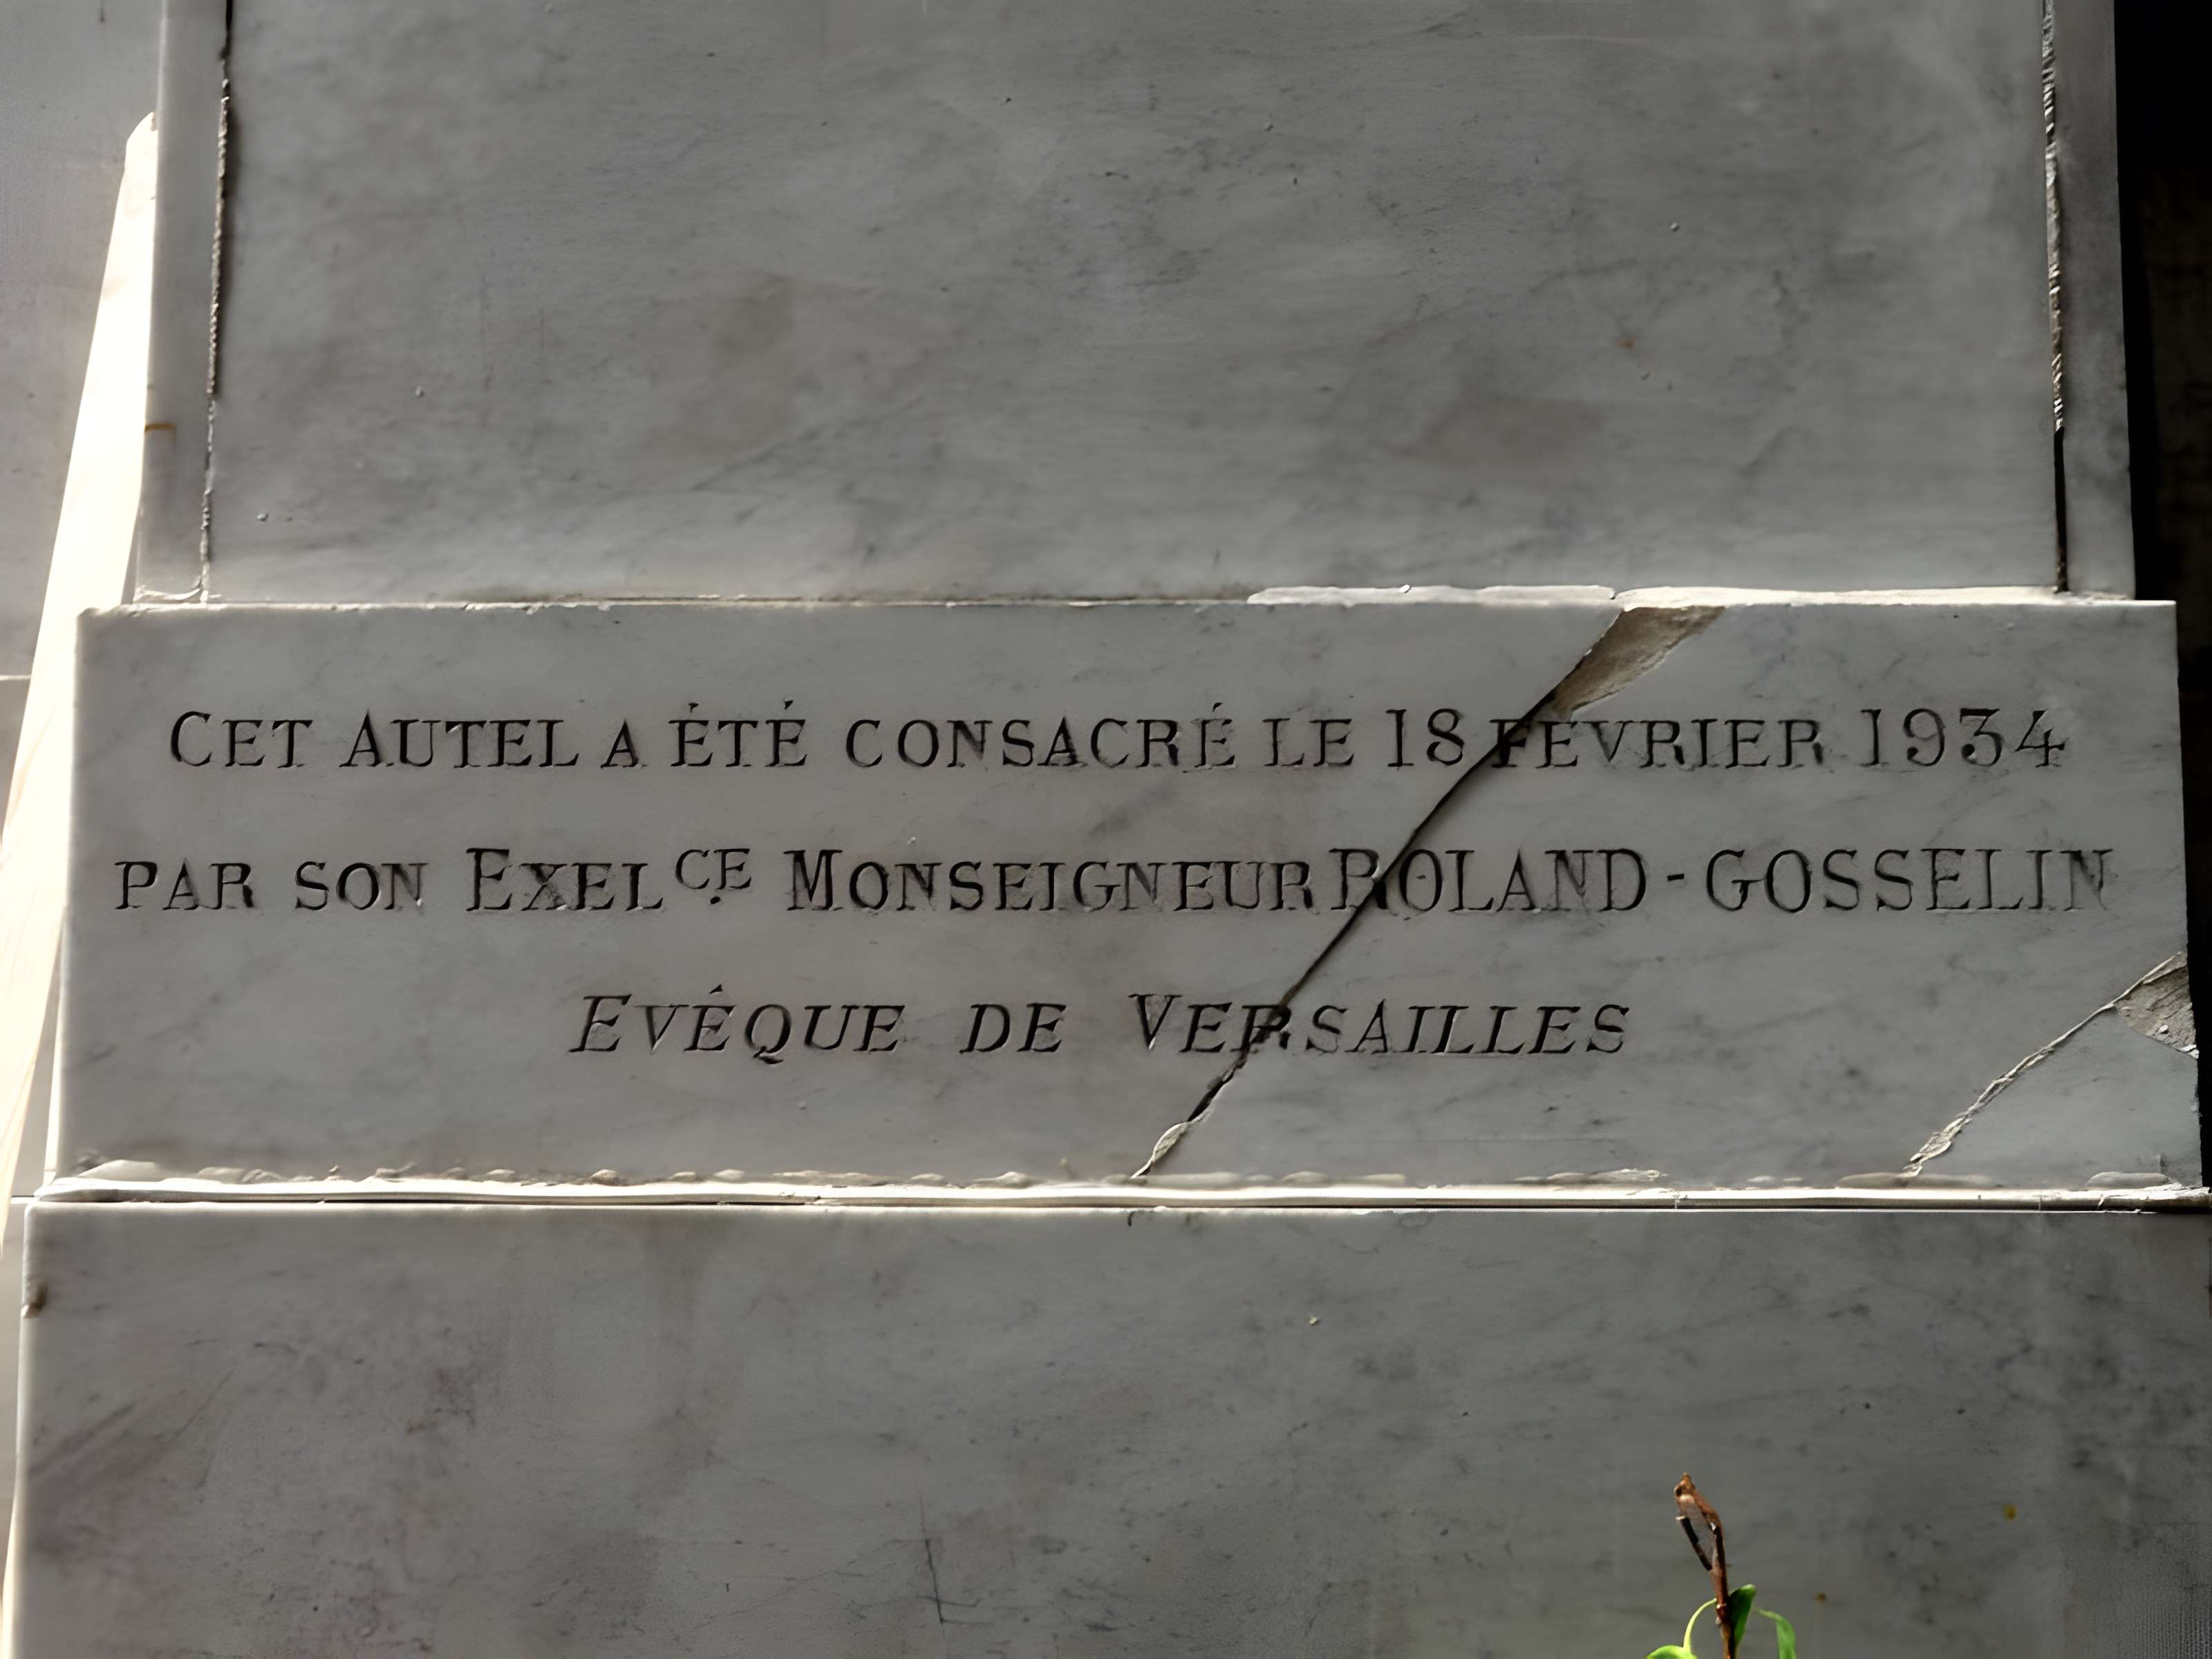 CET AUTEL A ÉTÉ CONSACRÉ LE 18 FEVRIER 1934
PAR SON EXELCE MONSEIGNEUR ROLAND-GOSSELIN
EVÊQUE DE VERSAILLES